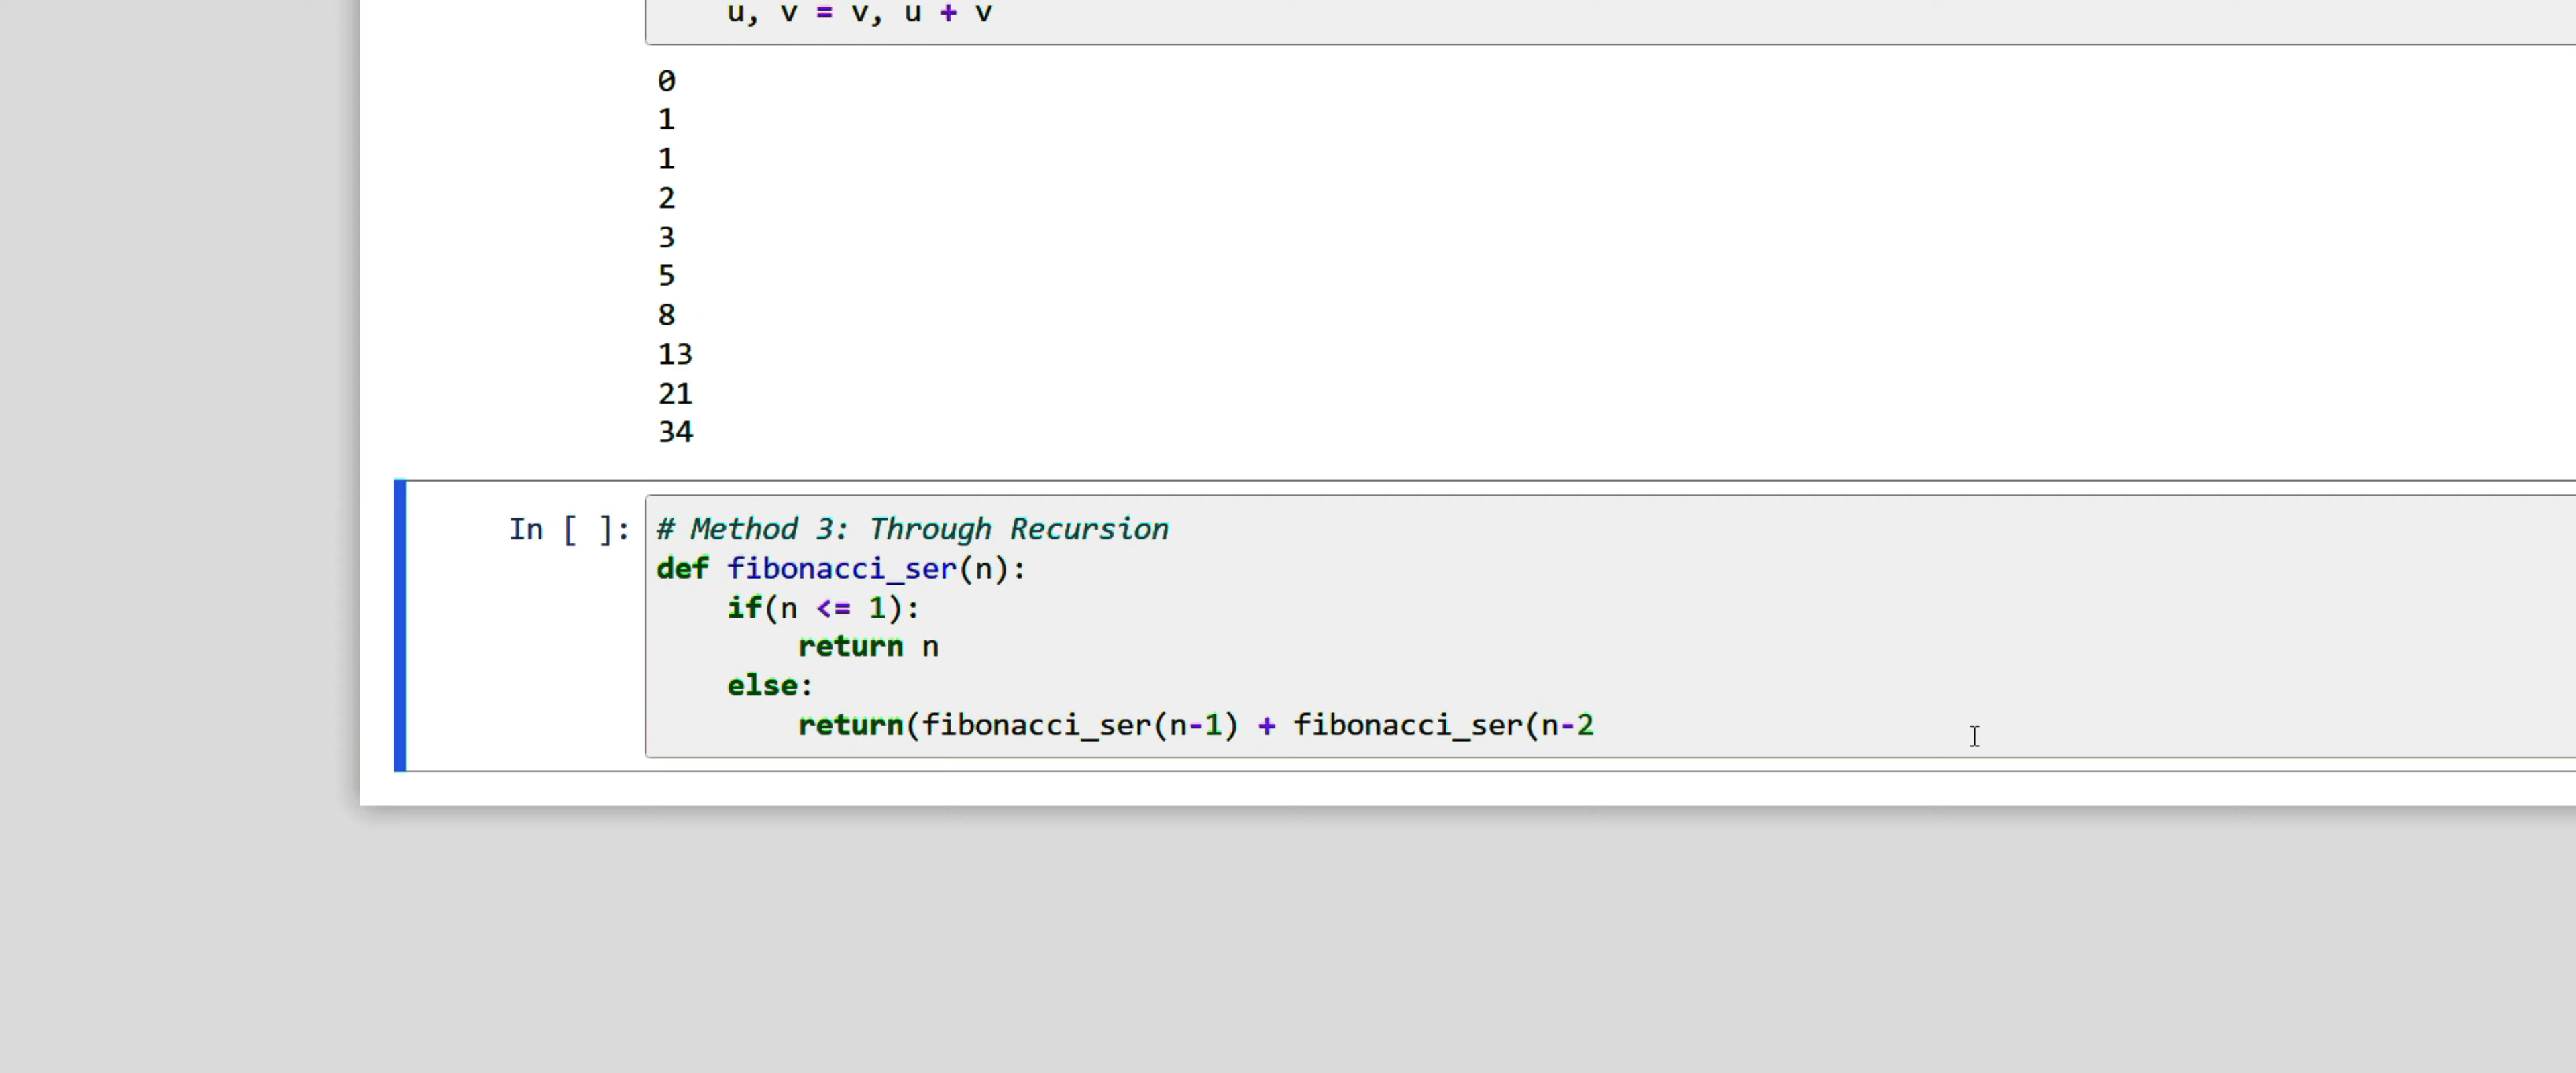 u, v = v, u + v
0
1
1
2
3
5
8
13
21
34
In [ ]: # Method 3: Through Recursion
def fibonacci_ser(n):
    if(n <= 1):
        return n
    else:
        return(fibonacci_ser(n-1) + fibonacci_ser(n-2